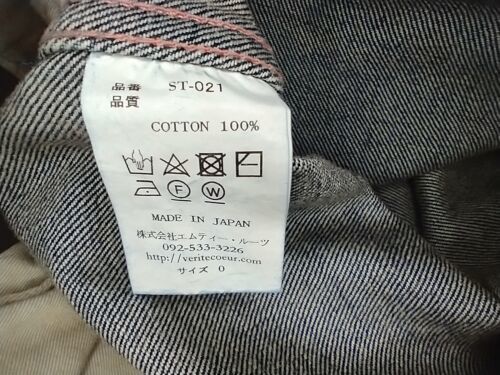 品番 ST-021
品質
COTTON 100%
F W
MADE IN JAPAN
株式会社エムティー・ルーツ
092-533-3226
http://veritecoeur.com
サイズ 0